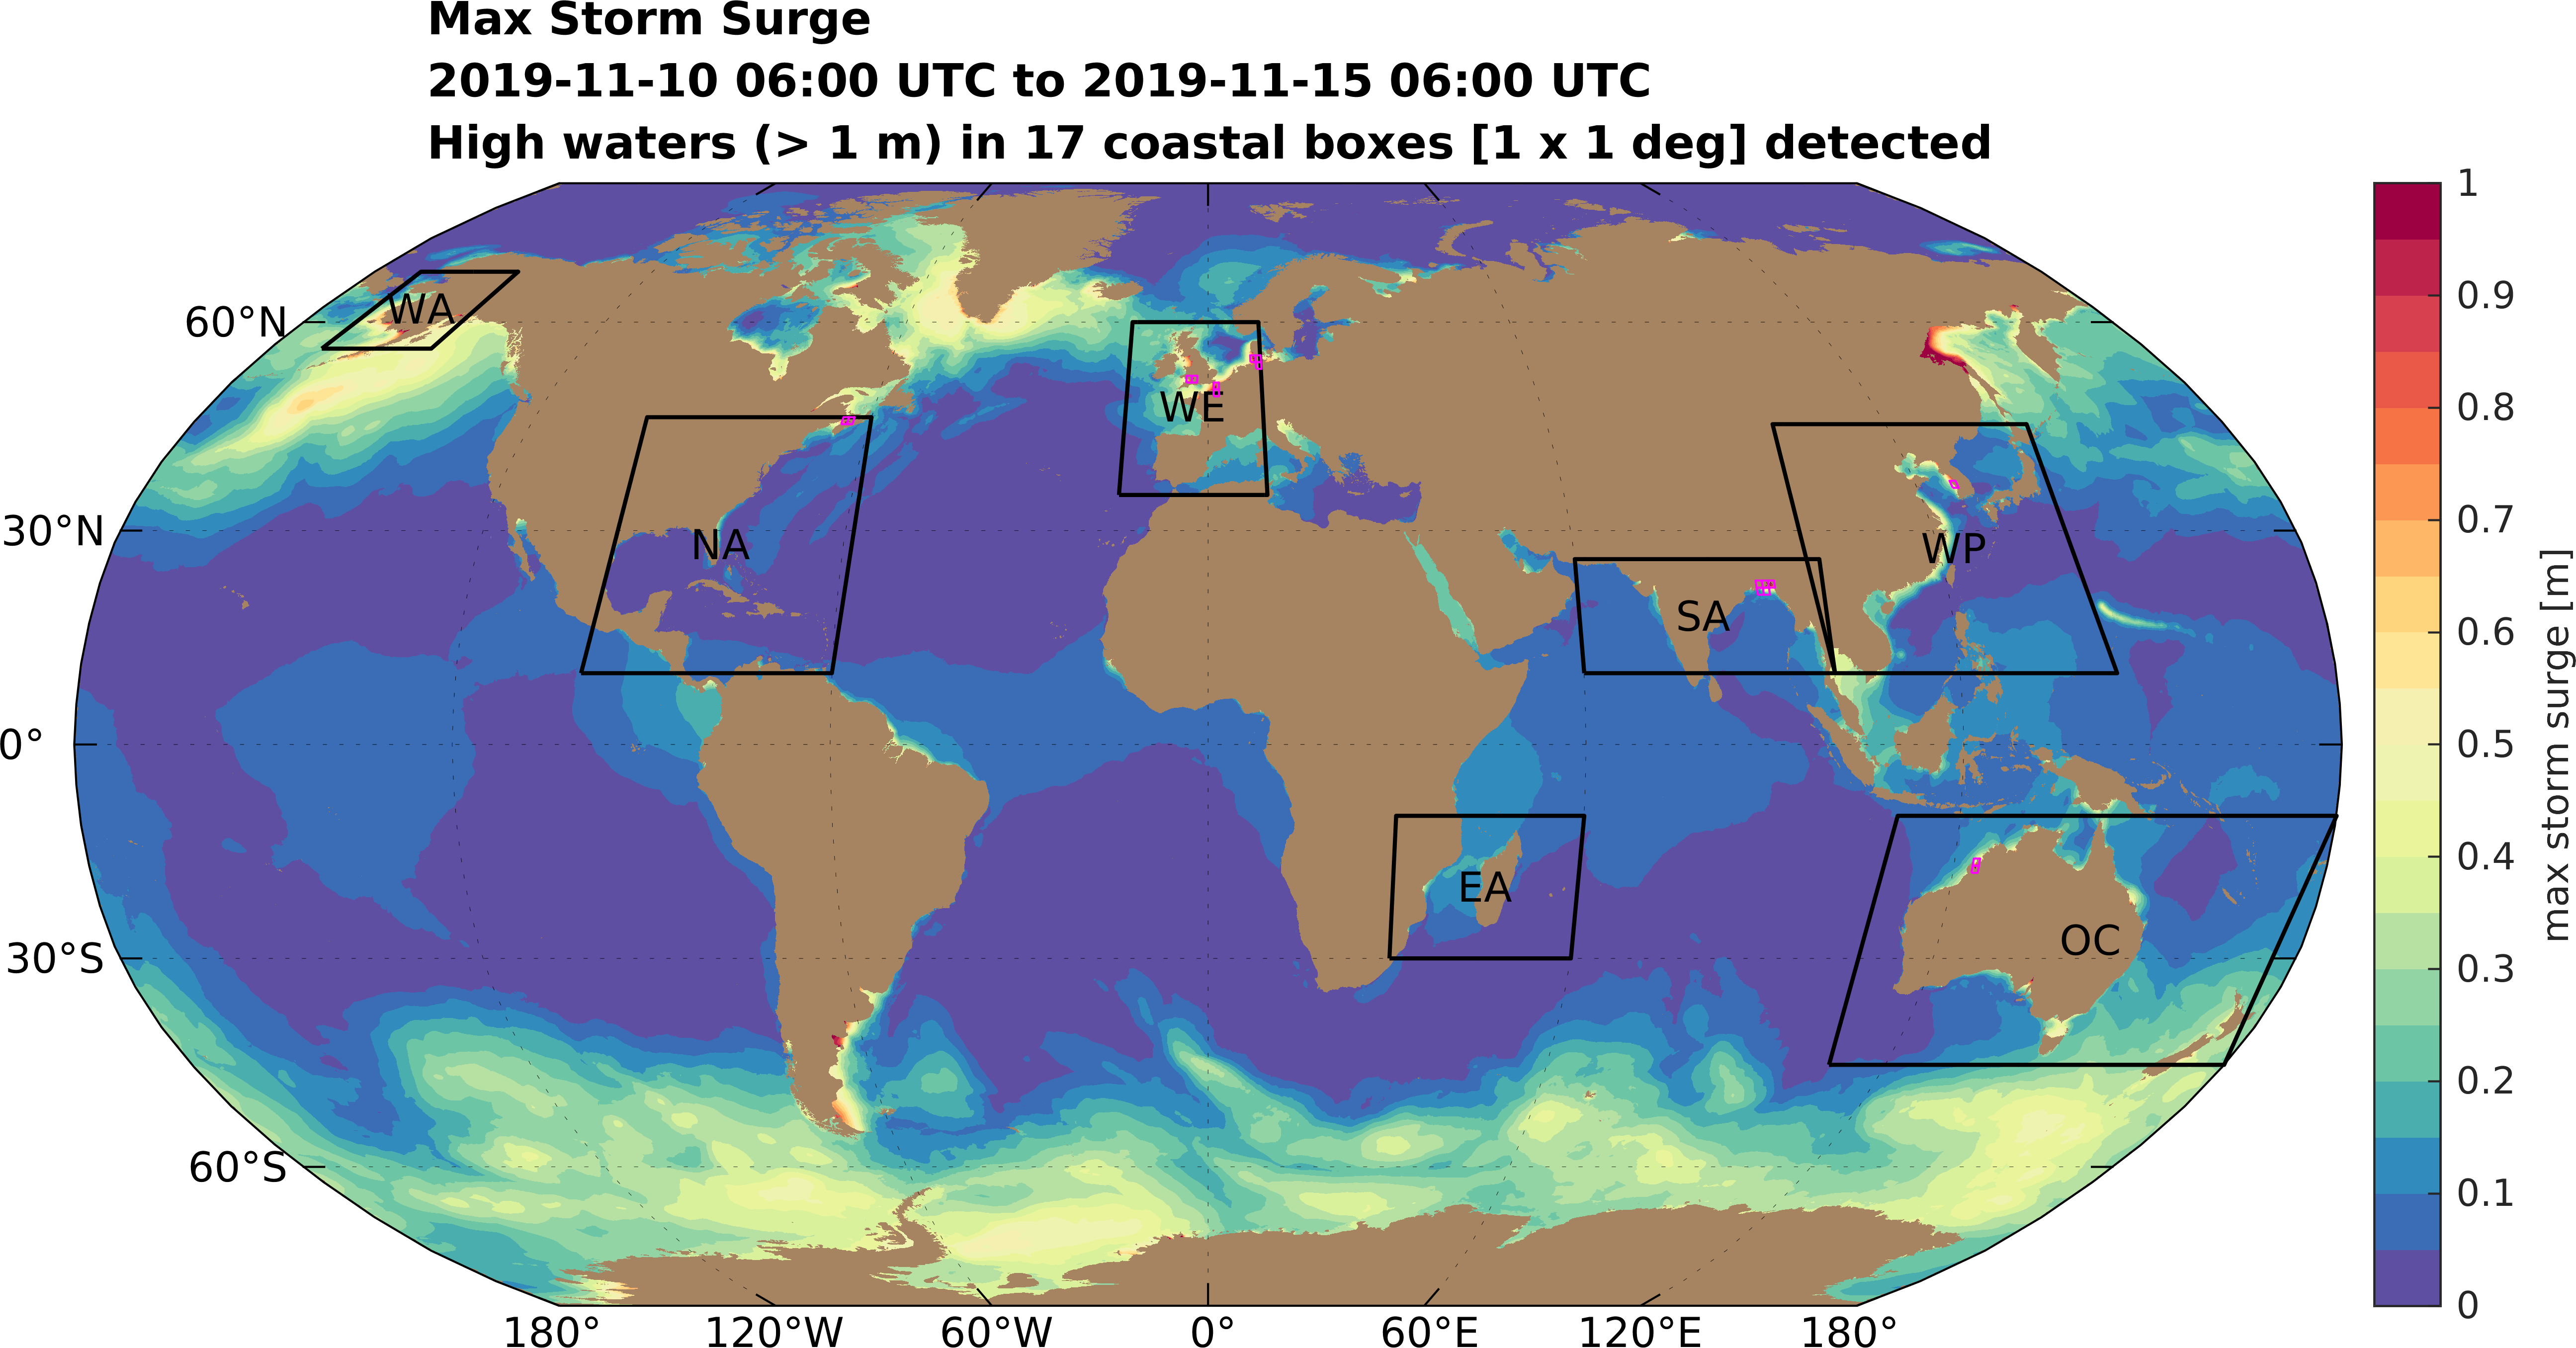 Max Storm Surge
2019-11-10 06:00 UTC to 2019-11-15 06:00 UTC
High waters (> 1 m) in 17 coastal boxes [1 x 1 deg] detected
60°N
30°N
0°
30°S
60°S
180°
120°W
60°W
0°
60°E
120°E
180°
WA
NA
WE
SA
WP
EA
OC
1
0.9
0.8
0.7
0.6
0.5
0.4
0.3
0.2
0.1
0
max storm surge [m]